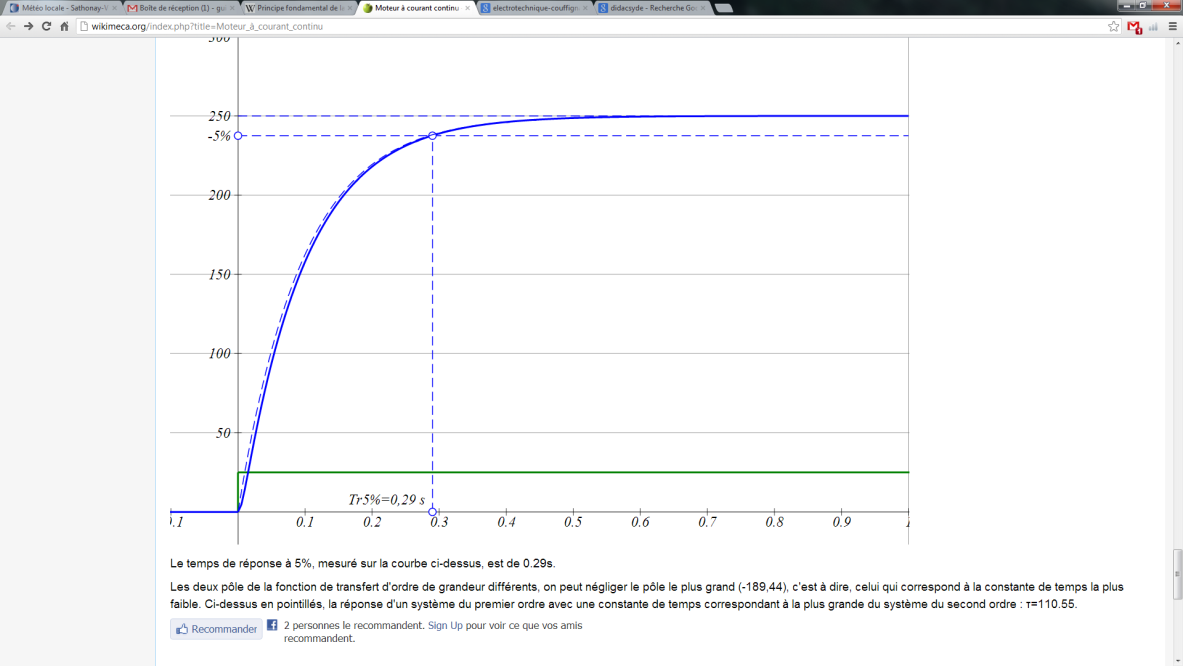 Météo locale - Sathonay-V
Boîte de réception (1) - gui
Principe fondamental de la
Moteur à courant continu
electrotechnique-couffign
didacsyde - Recherche Goo
wikimeca.org/index.php?title=Moteur_à_courant_continu
300
250
-5%
200
150
100
50
Tr5%=0,29 s
0.1 0.1 0.2 0.3 0.4 0.5 0.6 0.7 0.8 0.9 1
Le temps de réponse à 5%, mesuré sur la courbe ci-dessus, est de 0.29s.
Les deux pôle de la fonction de transfert d'ordre de grandeur différents, on peut négliger le pôle le plus grand (-189,44), c'est à dire, celui qui correspond à la constante de temps la plus
faible. Ci-dessus en pointillés, la réponse d'un système du premier ordre avec une constante de temps correspondant à la plus grande du système du second ordre : τ=110.55.
Recommander
2 personnes le recommandent. Sign Up pour voir ce que vos amis
recommandent.